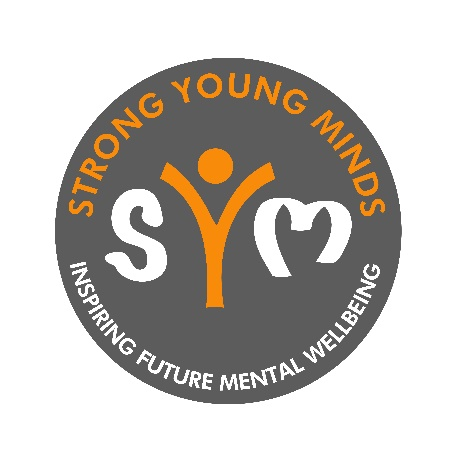 STRONG YOUNG MINDS
SYM
INSPIRING FUTURE MENTAL WELLBEING